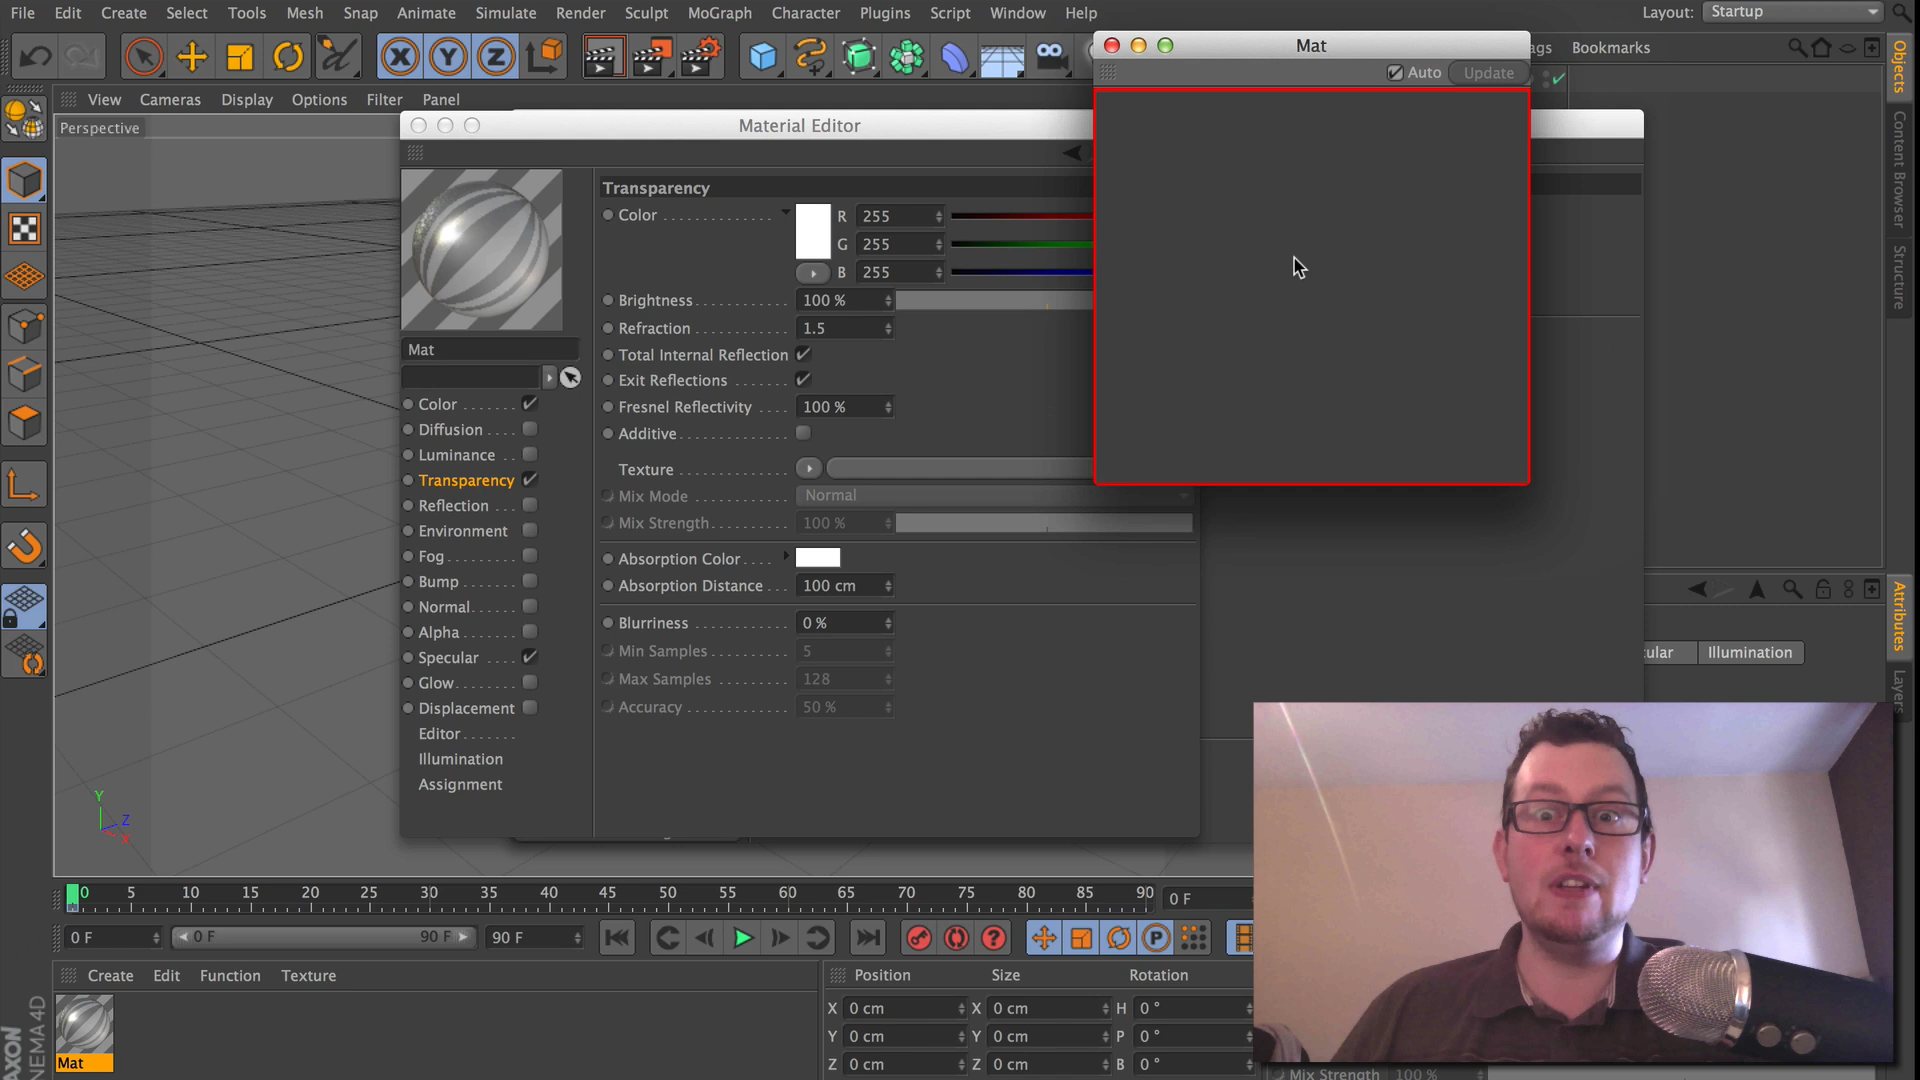 File Edit Create Select Tools Mesh Snap Animate Simulate Render Sculpt MoGraph Character Plugins Script Window Help Layout: Startup
Mat
Bookmarks
Auto Update
View Cameras Display Options Filter Panel
Perspective
Material Editor
Transparency
Color R 255
G 255
B 255
Brightness 100 %
Refraction 1.5
Total Internal Reflection
Exit Reflections
Fresnel Reflectivity 100 %
Additive
Texture
Mix Mode Normal
Mix Strength 100 %
Absorption Color
Absorption Distance 100 cm
Blurriness 0 %
Min Samples 5
Max Samples 128
Accuracy 50 %
Mat
Color
Diffusion
Luminance
Transparency
Reflection
Environment
Fog
Bump
Normal
Alpha
Specular
Glow
Displacement
Editor
Illumination
Assignment
Objects
Content Browser
Structure
Attributes
Layers
Illumination
X Y Z
Y
Z
X
0 5 10 15 20 25 30 35 40 45 50 55 60 65 70 75 80 85 90 0 F
0 F 0 F 90 F 90 F
Create Edit Function Texture
Position Size Rotation
X 0 cm X 0 cm H 0 °
Y 0 cm Y 0 cm P 0 °
Z 0 cm Z 0 cm B 0 °
Mat
Mix Strength 100 %